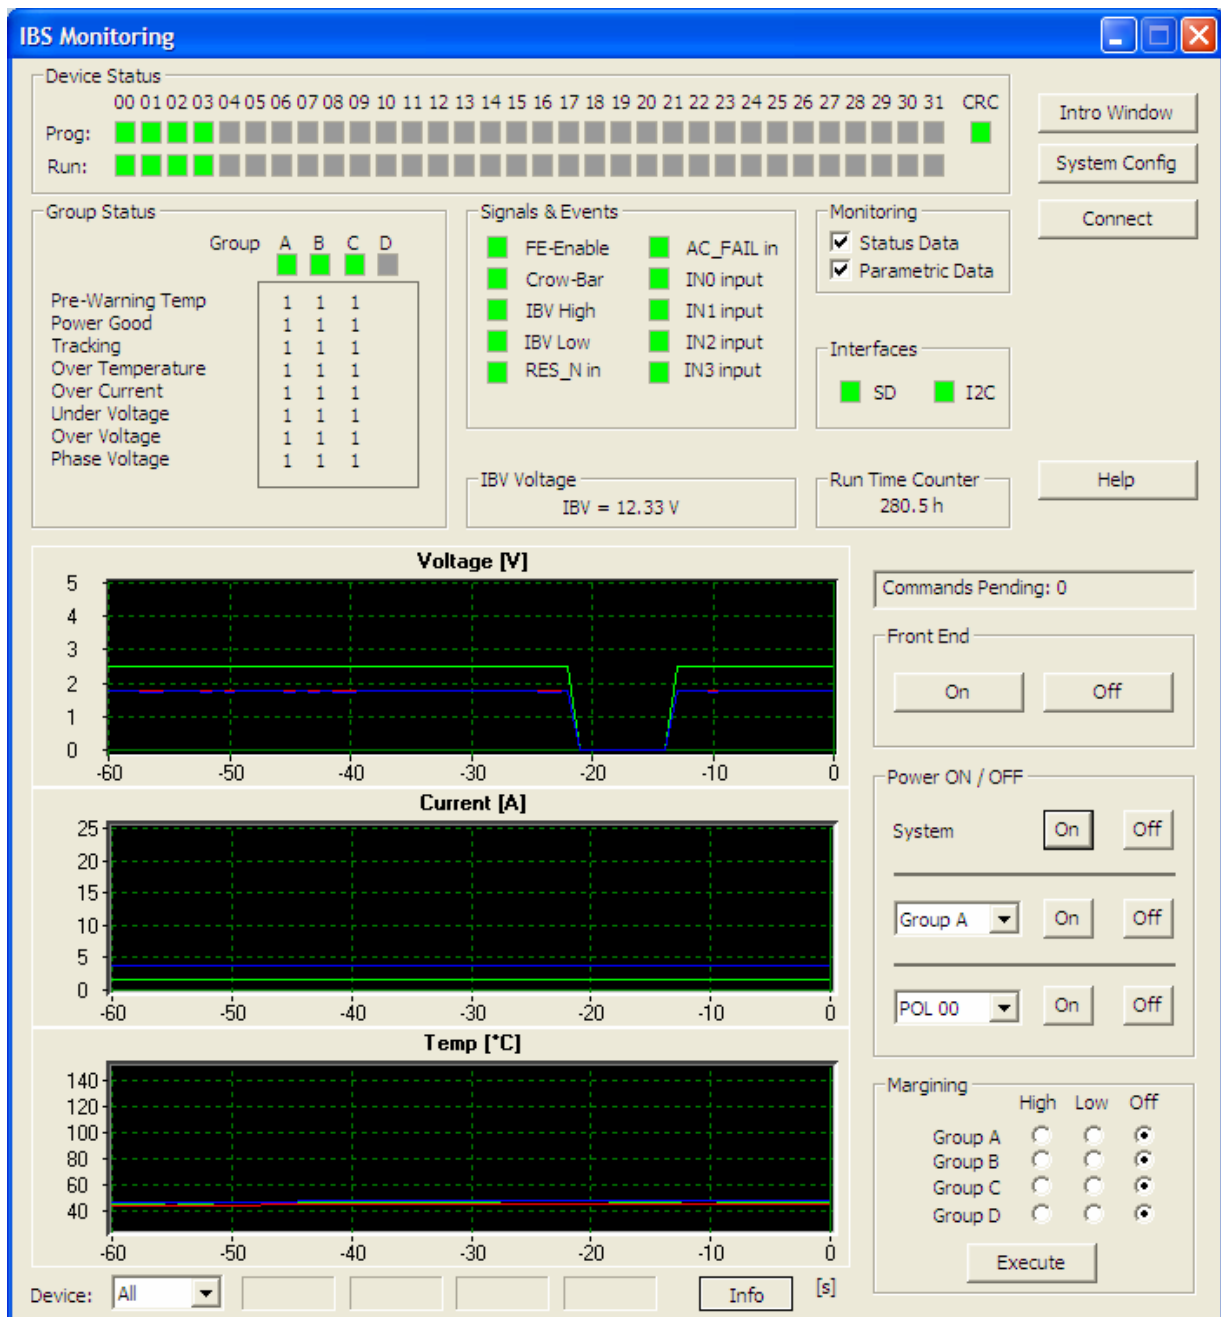 IBS Monitoring
Device Status
00 01 02 03 04 05 06 07 08 09 10 11 12 13 14 15 16 17 18 19 20 21 22 23 24 25 26 27 28 29 30 31 CRC
Prog:
Run:
Intro Window
System Config
Connect
Help
Group Status
Group A B C D
Pre-Warning Temp 1 1 1
Power Good 1 1 1
Tracking 1 1 1
Over Temperature 1 1 1
Over Current 1 1 1
Under Voltage 1 1 1
Over Voltage 1 1 1
Phase Voltage 1 1 1
Signals & Events
FE-Enable AC_FAIL in
Crow-Bar IN0 input
IBV High IN1 input
IBV Low IN2 input
RES_N in IN3 input
Monitoring
Status Data
Parametric Data
Interfaces
SD I2C
IBV Voltage
IBV = 12.33 V
Run Time Counter
280.5 h
Voltage [V]
5
4
3
2
1
0
-60 -50 -40 -30 -20 -10 0
Current [A]
25
20
15
10
5
0
-60 -50 -40 -30 -20 -10 0
Temp [°C]
140
120
100
80
60
40
-60 -50 -40 -30 -20 -10 0
Device: All Info [s]
Commands Pending: 0
Front End
On Off
Power ON / OFF
System On Off
Group A On Off
POL 00 On Off
Margining
High Low Off
Group A
Group B
Group C
Group D
Execute